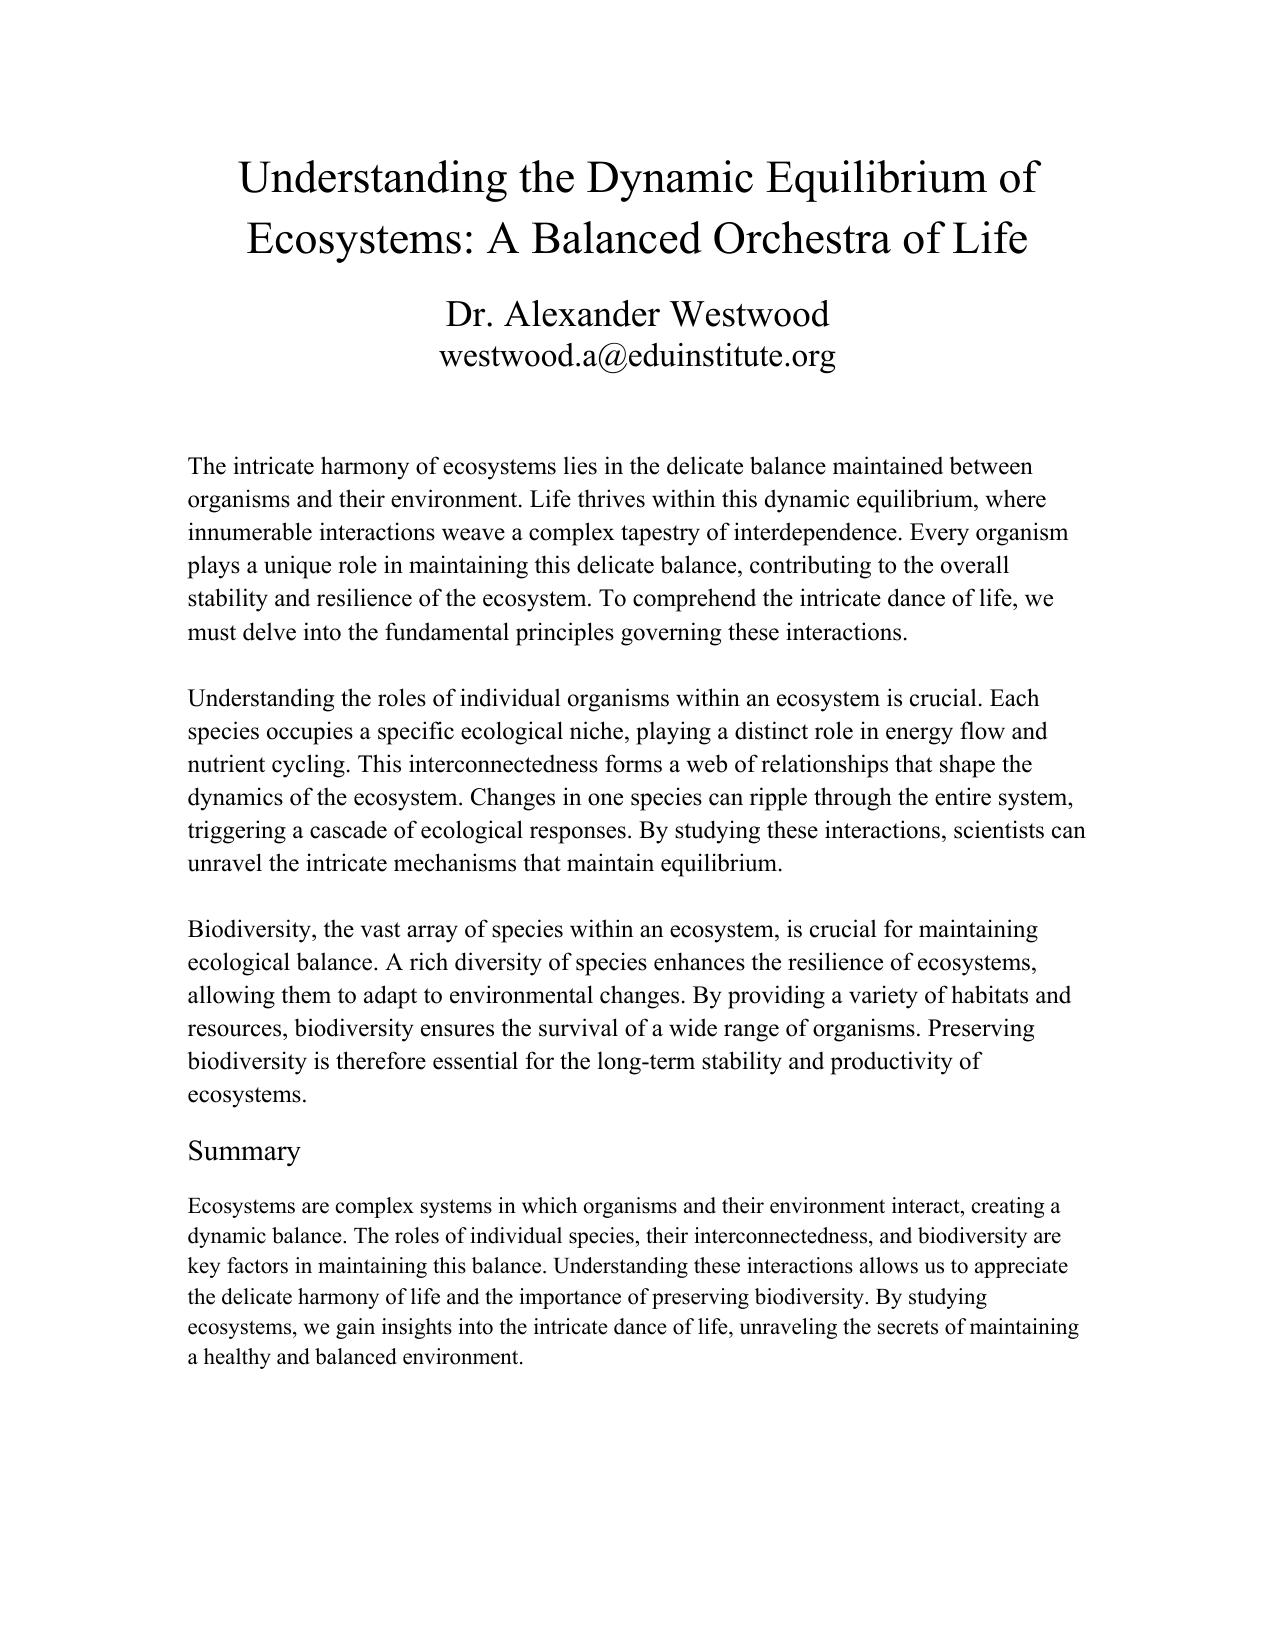 Understanding the Dynamic Equilibrium of
Ecosystems: A Balanced Orchestra of Life
Dr. Alexander Westwood
westwood.a@eduinstitute.org
The intricate harmony of ecosystems lies in the delicate balance maintained between
organisms and their environment. Life thrives within this dynamic equilibrium, where
innumerable interactions weave a complex tapestry of interdependence. Every organism
plays a unique role in maintaining this delicate balance, contributing to the overall
stability and resilience of the ecosystem. To comprehend the intricate dance of life, we
must delve into the fundamental principles governing these interactions.
Understanding the roles of individual organisms within an ecosystem is crucial. Each
species occupies a specific ecological niche, playing a distinct role in energy flow and
nutrient cycling. This interconnectedness forms a web of relationships that shape the
dynamics of the ecosystem. Changes in one species can ripple through the entire system,
triggering a cascade of ecological responses. By studying these interactions, scientists can
unravel the intricate mechanisms that maintain equilibrium.
Biodiversity, the vast array of species within an ecosystem, is crucial for maintaining
ecological balance. A rich diversity of species enhances the resilience of ecosystems,
allowing them to adapt to environmental changes. By providing a variety of habitats and
resources, biodiversity ensures the survival of a wide range of organisms. Preserving
biodiversity is therefore essential for the long-term stability and productivity of
ecosystems.
Summary
Ecosystems are complex systems in which organisms and their environment interact, creating a
dynamic balance. The roles of individual species, their interconnectedness, and biodiversity are
key factors in maintaining this balance. Understanding these interactions allows us to appreciate
the delicate harmony of life and the importance of preserving biodiversity. By studying
ecosystems, we gain insights into the intricate dance of life, unraveling the secrets of maintaining
a healthy and balanced environment.